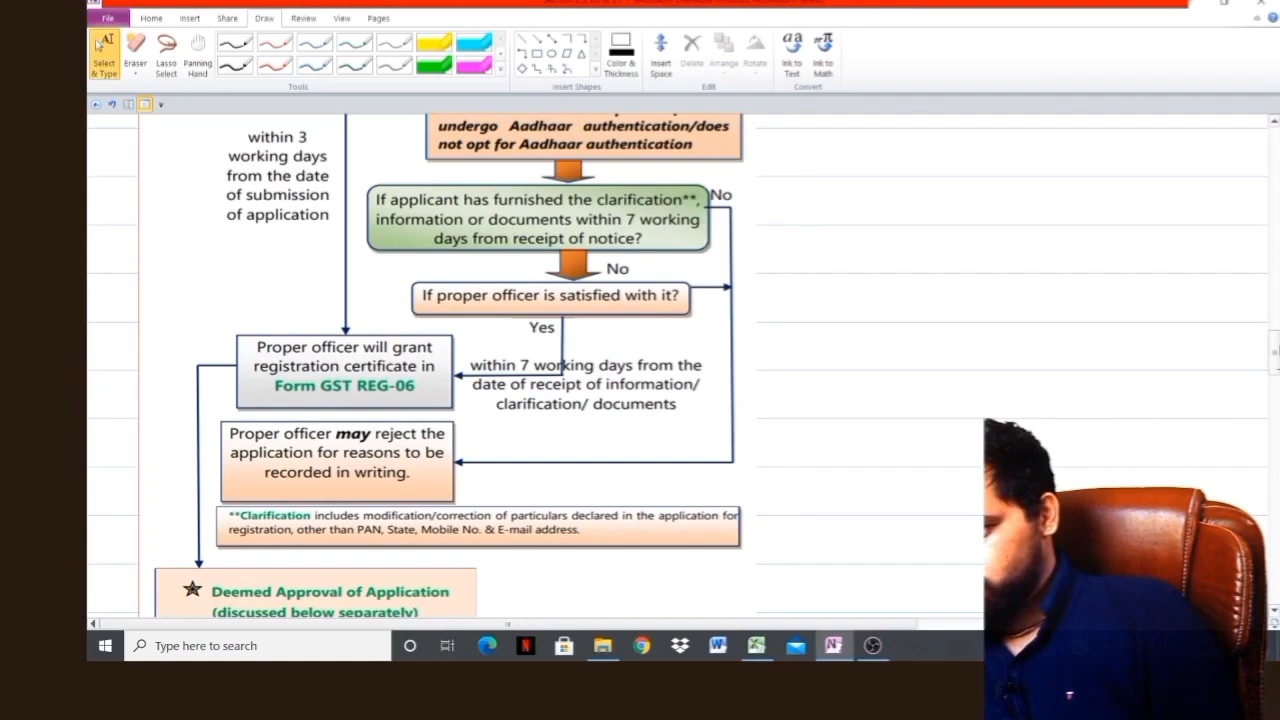 File Home Insert Share Draw Review View Pages
Select & Type
Eraser
Lasso Select
Panning Hand
Color & Thickness
Insert Space
Delete
Arrange
Rotate
Ink to Text
Ink to Math
Tools
Insert Shapes
Edit
Convert
undergo Aadhaar authentication/does
not opt for Aadhaar authentication
within 3
working days
from the date
of submission
of application
If applicant has furnished the clarification**,
information or documents within 7 working
days from receipt of notice?
No
No
If proper officer is satisfied with it?
Yes
Proper officer will grant
registration certificate in
Form GST REG-06
within 7 working days from the
date of receipt of information/
clarification/ documents
Proper officer may reject the
application for reasons to be
recorded in writing.
**Clarification includes modification/correction of particulars declared in the application for
registration, other than PAN, State, Mobile No. & E-mail address.
Deemed Approval of Application
(discussed below separately)
Type here to search